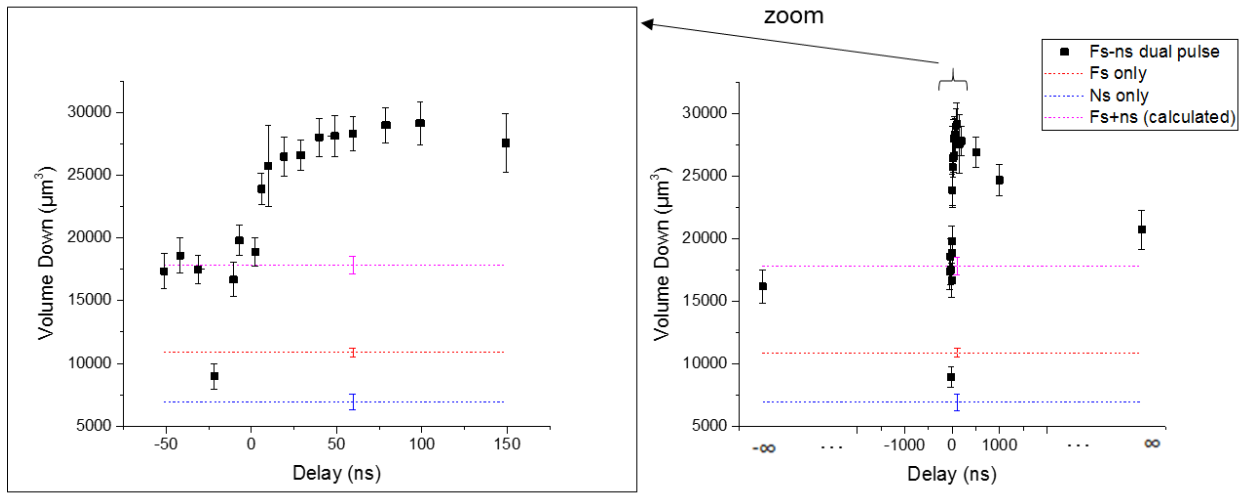 zoom
Fs-ns dual pulse
Fs only
Ns only
Fs+ns (calculated)
Volume Down (µm³)
30000
25000
20000
15000
10000
5000
-50
0
50
100
150
Delay (ns)
Volume Down (µm³)
30000
25000
20000
15000
10000
5000
-∞
...
-1000
0
1000
...
∞
Delay (ns)